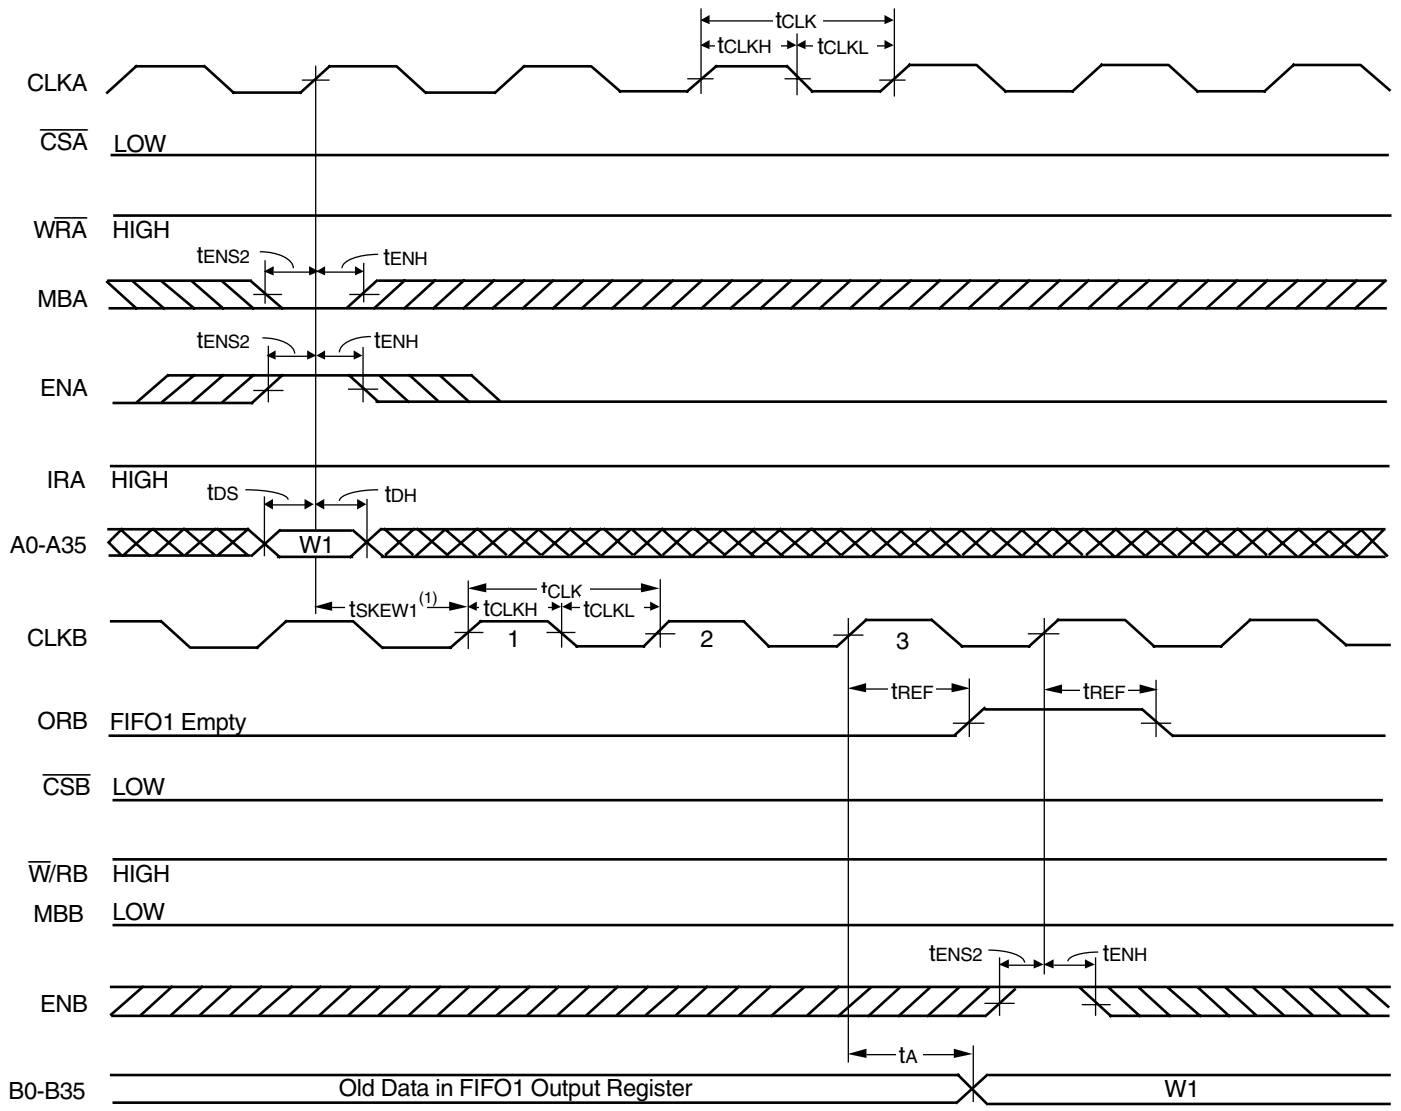 tCLK
tCLKH tCLKL
CLKA
CSA LOW
WRA HIGH
tENS2 tENH
MBA
tENS2 tENH
ENA
IRA HIGH
tDS tDH
A0-A35 W1
tCLK
tSKEW1(1) tCLKH tCLKL
CLKB 1 2 3
tREF tREF
ORB FIFO1 Empty
CSB LOW
W/RB HIGH
MBB LOW
tENS2 tENH
ENB
tA
B0-B35 Old Data in FIFO1 Output Register W1